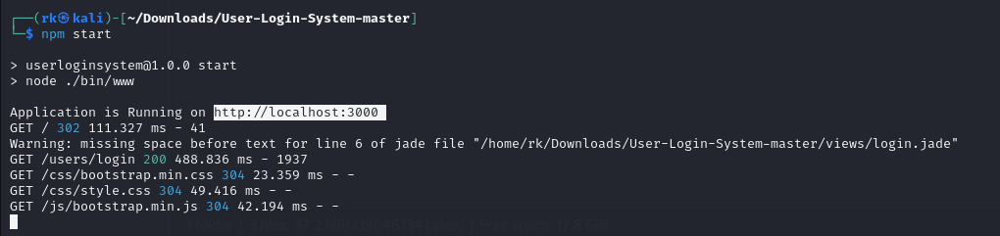 ┌──(rk㉿kali)-[~/Downloads/User-Login-System-master]
└─$ npm start
> userloginsystem@1.0.0 start
> node ./bin/www
Application is Running on http://localhost:3000
GET / 302 111.327 ms - 41
Warning: missing space before text for line 6 of jade file "/home/rk/Downloads/User-Login-System-master/views/login.jade"
GET /users/login 200 488.836 ms - 1937
GET /css/bootstrap.min.css 304 23.359 ms - -
GET /css/style.css 304 49.416 ms - -
GET /js/bootstrap.min.js 304 42.194 ms - -